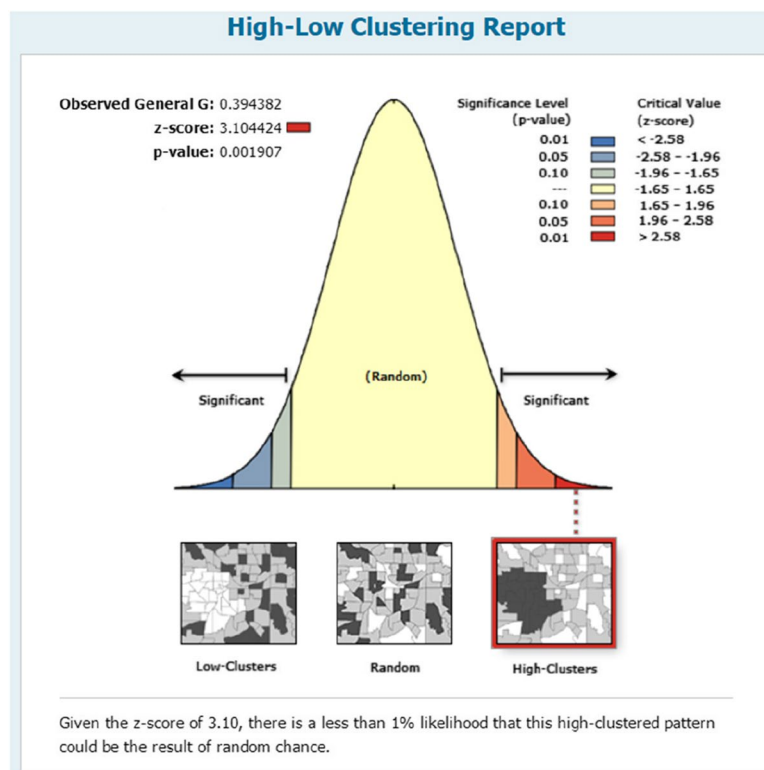 High-Low Clustering Report
Observed General G: 0.394382
z-score: 3.104424
p-value: 0.001907
Significance Level
(p-value)
Critical Value
(z-score)
0.01 < -2.58
0.05 -2.58 – -1.96
0.10 -1.96 – -1.65
--- -1.65 – 1.65
0.10 1.65 – 1.96
0.05 1.96 – 2.58
0.01 > 2.58
(Random)
Significant
Significant
Low-Clusters
Random
High-Clusters
Given the z-score of 3.10, there is a less than 1% likelihood that this high-clustered pattern
could be the result of random chance.